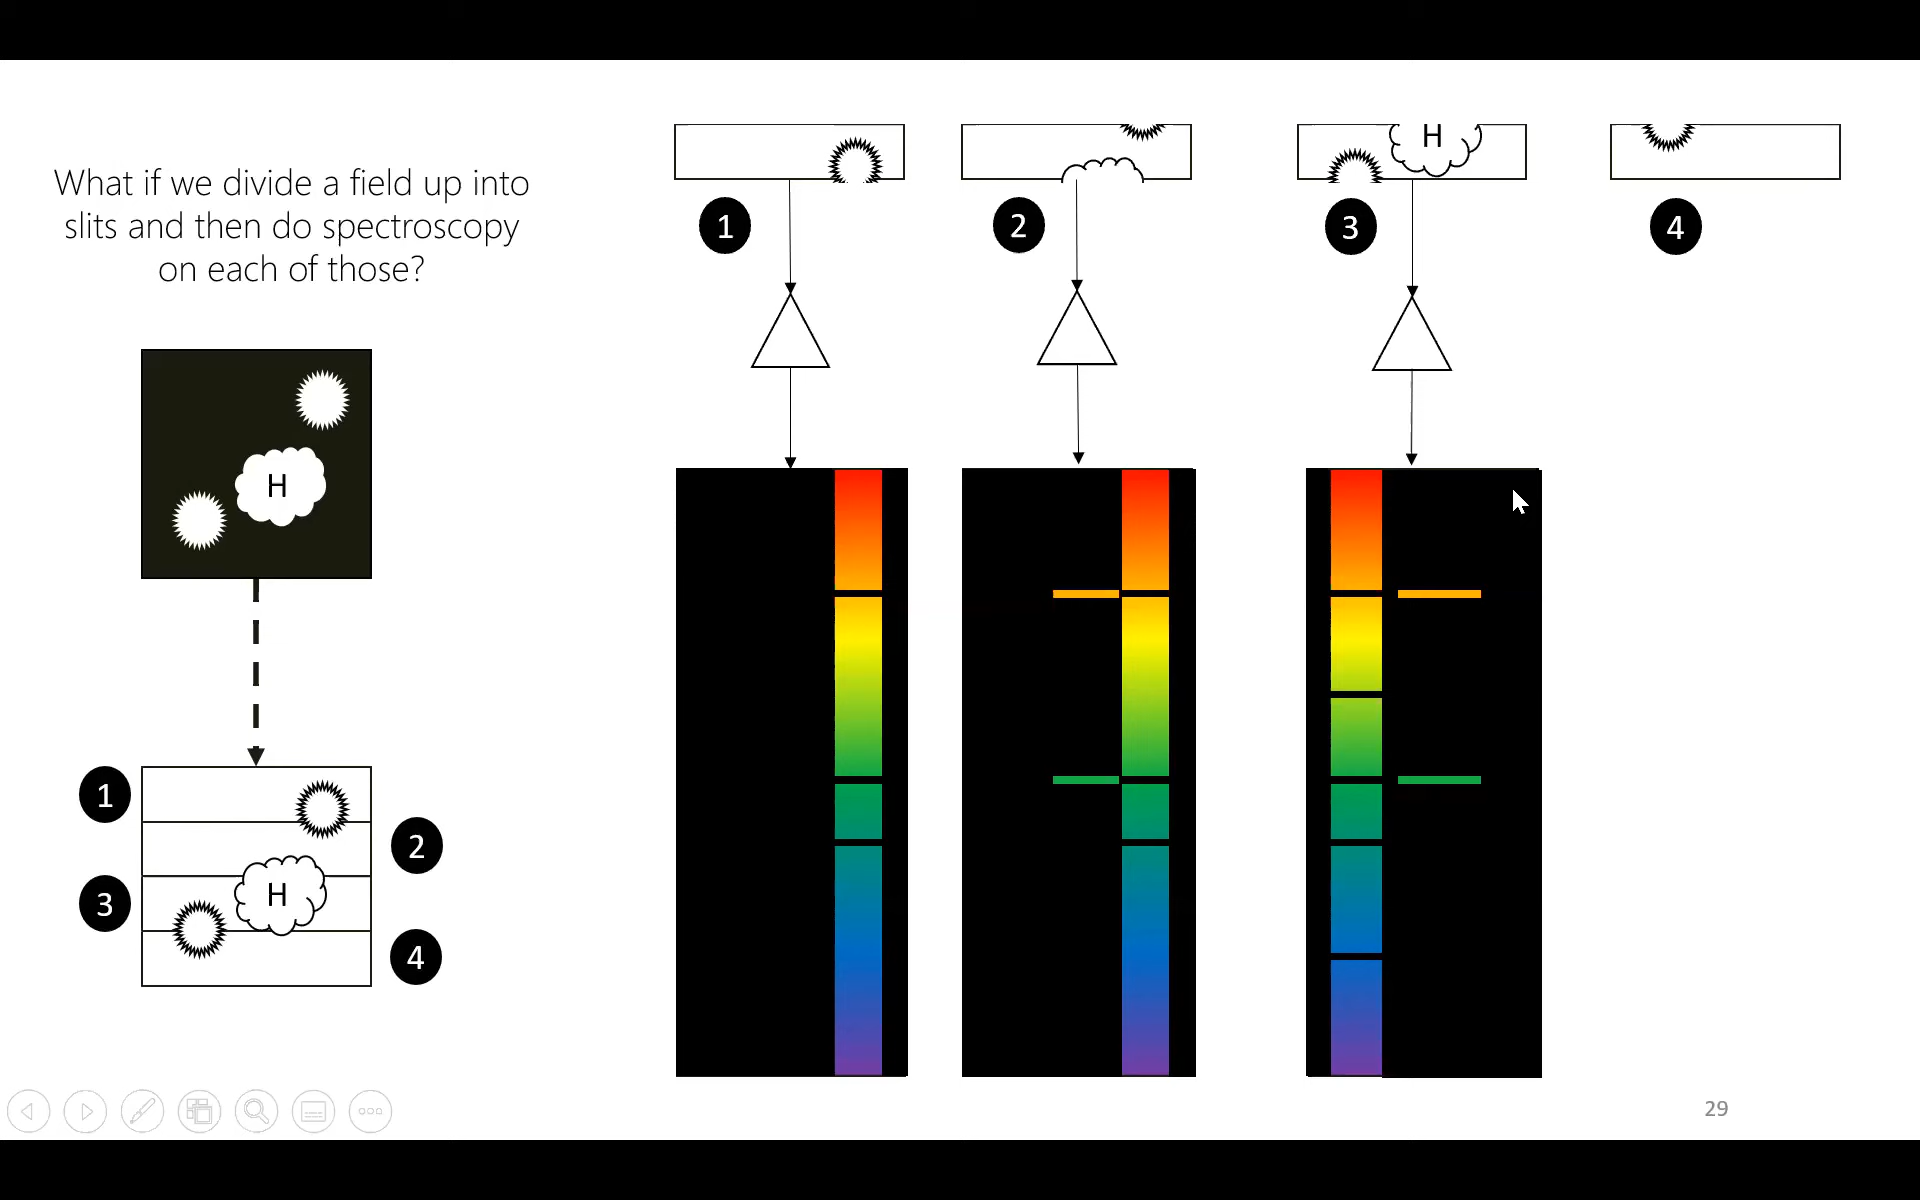 What if we divide a field up into
slits and then do spectroscopy
on each of those?
H
1
2
3
H
4
H
1
2
3
4
29